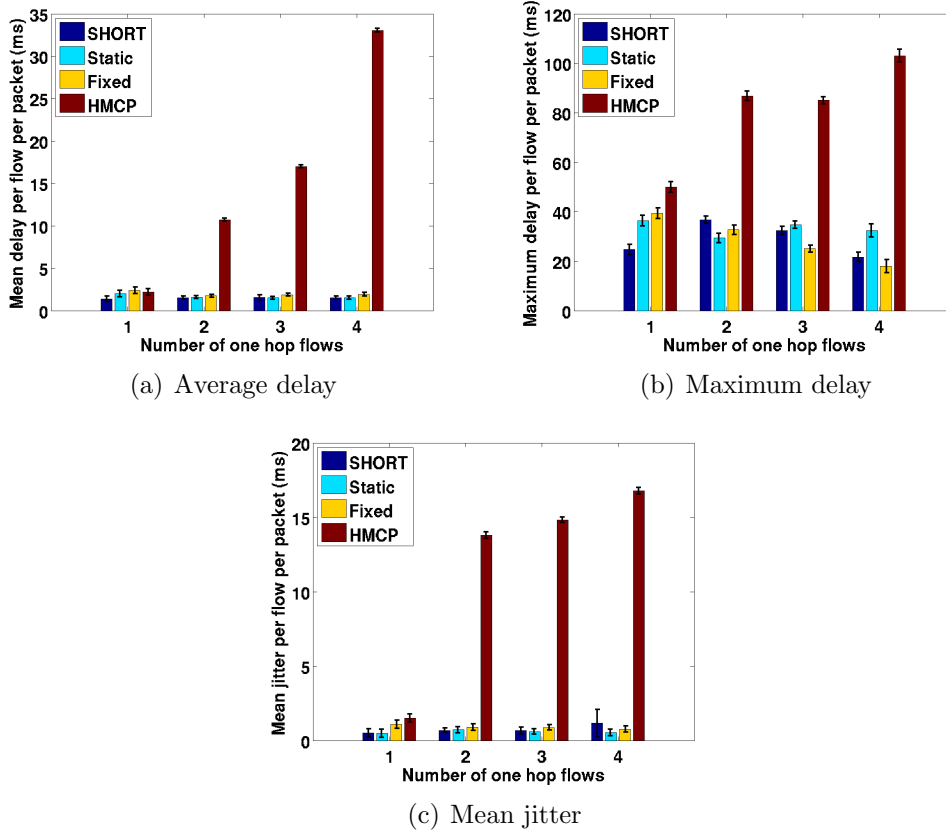 Mean delay per flow per packet (ms)
35
30
25
20
15
10
5
0
SHORT
Static
Fixed
HMCP
1 2 3 4
Number of one hop flows
(a) Average delay
Maximum delay per flow per packet (ms)
120
100
80
60
40
20
0
SHORT
Static
Fixed
HMCP
1 2 3 4
Number of one hop flows
(b) Maximum delay
Mean jitter per flow per packet (ms)
20
15
10
5
0
SHORT
Static
Fixed
HMCP
1 2 3 4
Number of one hop flows
(c) Mean jitter